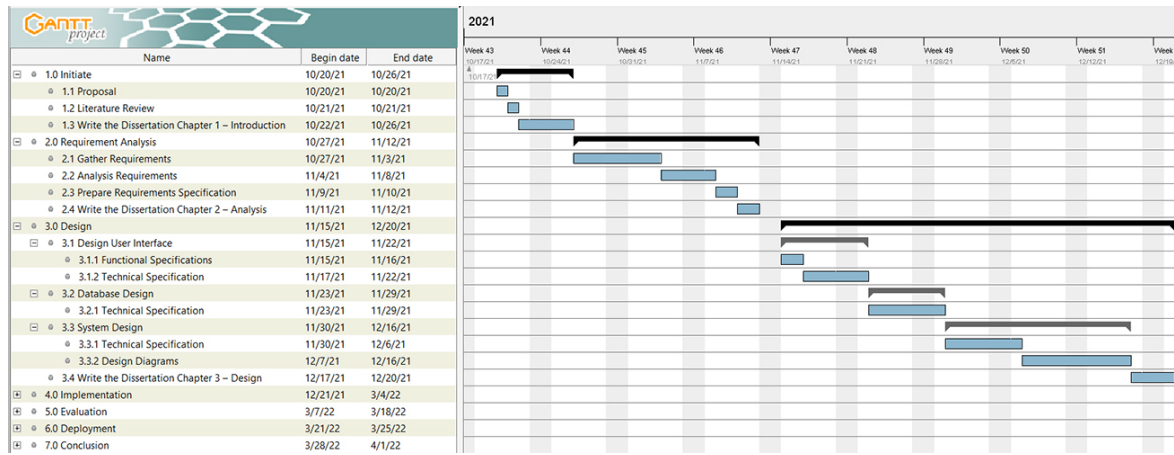 GANTT project
2021
Name Begin date End date
Week 43 Week 44 Week 45 Week 46 Week 47 Week 48 Week 49 Week 50 Week 51 Week
10/17/21 10/24/21 10/31/21 11/7/21 11/14/21 11/21/21 11/28/21 12/5/21 12/12/21 12/19
10/17/2
1.0 Initiate 10/20/21 10/26/21
1.1 Proposal 10/20/21 10/20/21
1.2 Literature Review 10/21/21 10/21/21
1.3 Write the Dissertation Chapter 1 – Introduction 10/22/21 10/26/21
2.0 Requirement Analysis 10/27/21 11/12/21
2.1 Gather Requirements 10/27/21 11/3/21
2.2 Analysis Requirements 11/4/21 11/8/21
2.3 Prepare Requirements Specification 11/9/21 11/10/21
2.4 Write the Dissertation Chapter 2 – Analysis 11/11/21 11/12/21
3.0 Design 11/15/21 12/20/21
3.1 Design User Interface 11/15/21 11/22/21
3.1.1 Functional Specifications 11/15/21 11/16/21
3.1.2 Technical Specification 11/17/21 11/22/21
3.2 Database Design 11/23/21 11/29/21
3.2.1 Technical Specification 11/23/21 11/29/21
3.3 System Design 11/30/21 12/16/21
3.3.1 Technical Specification 11/30/21 12/6/21
3.3.2 Design Diagrams 12/7/21 12/16/21
3.4 Write the Dissertation Chapter 3 – Design 12/17/21 12/20/21
4.0 Implementation 12/21/21 3/4/22
5.0 Evaluation 3/7/22 3/18/22
6.0 Deployment 3/21/22 3/25/22
7.0 Conclusion 3/28/22 4/1/22